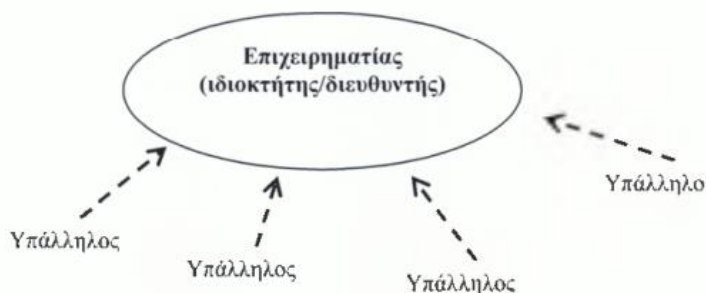 Επιχειρηματίας
(ιδιοκτήτης/διευθυντής)
Υπάλληλο
Υπάλληλος
Υπάλληλος
Υπάλληλος